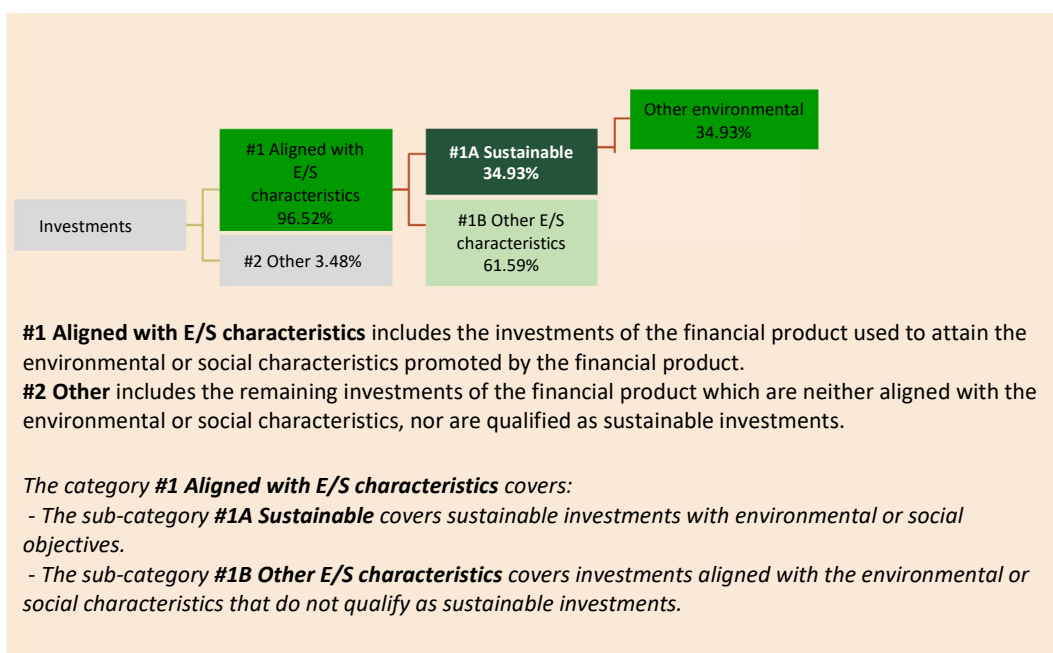 Other environmental
34.93%
#1 Aligned with
E/S
characteristics
96.52%
#1A Sustainable
34.93%
Investments
#1B Other E/S
characteristics
61.59%
#2 Other 3.48%
#1 Aligned with E/S characteristics includes the investments of the financial product used to attain the
environmental or social characteristics promoted by the financial product.
#2 Other includes the remaining investments of the financial product which are neither aligned with the
environmental or social characteristics, nor are qualified as sustainable investments.
The category #1 Aligned with E/S characteristics covers:
- The sub-category #1A Sustainable covers sustainable investments with environmental or social
objectives.
- The sub-category #1B Other E/S characteristics covers investments aligned with the environmental or
social characteristics that do not qualify as sustainable investments.